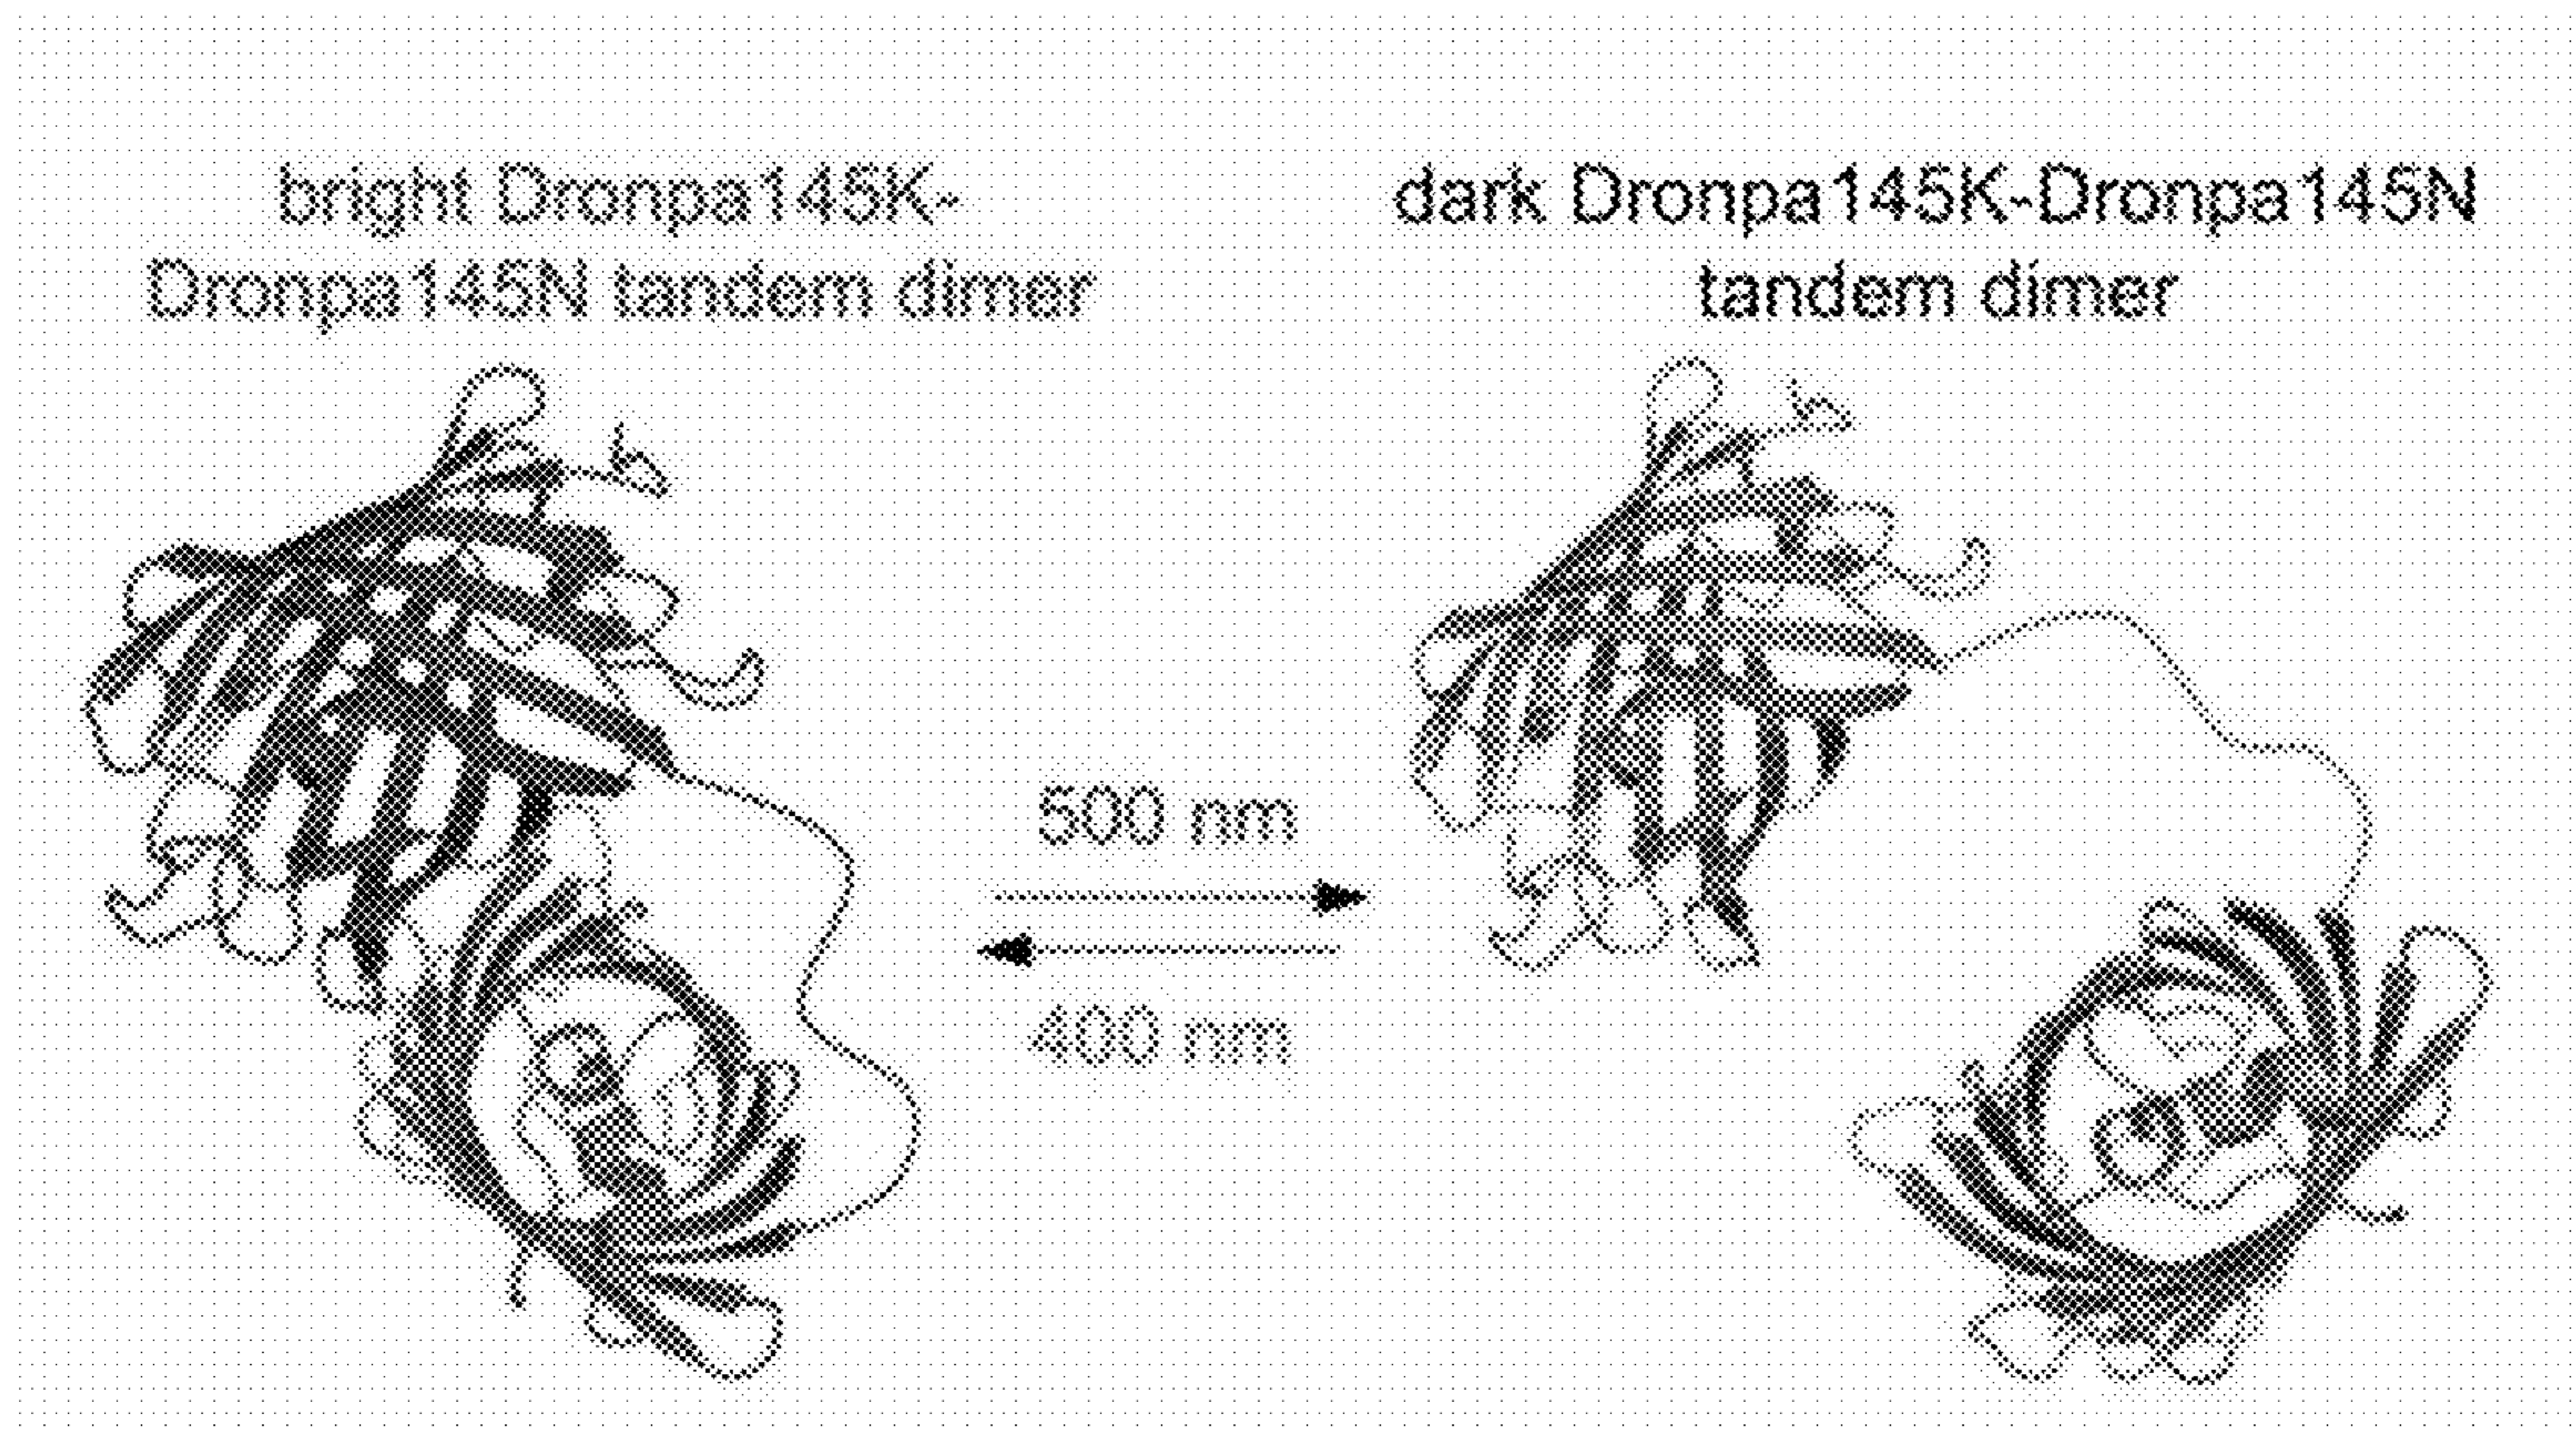 bright Dronpa145K-
Dronpa145N tandem dimer
dark Dronpa145K-Dronpa145N
tandem dimer
500 nm
400 nm